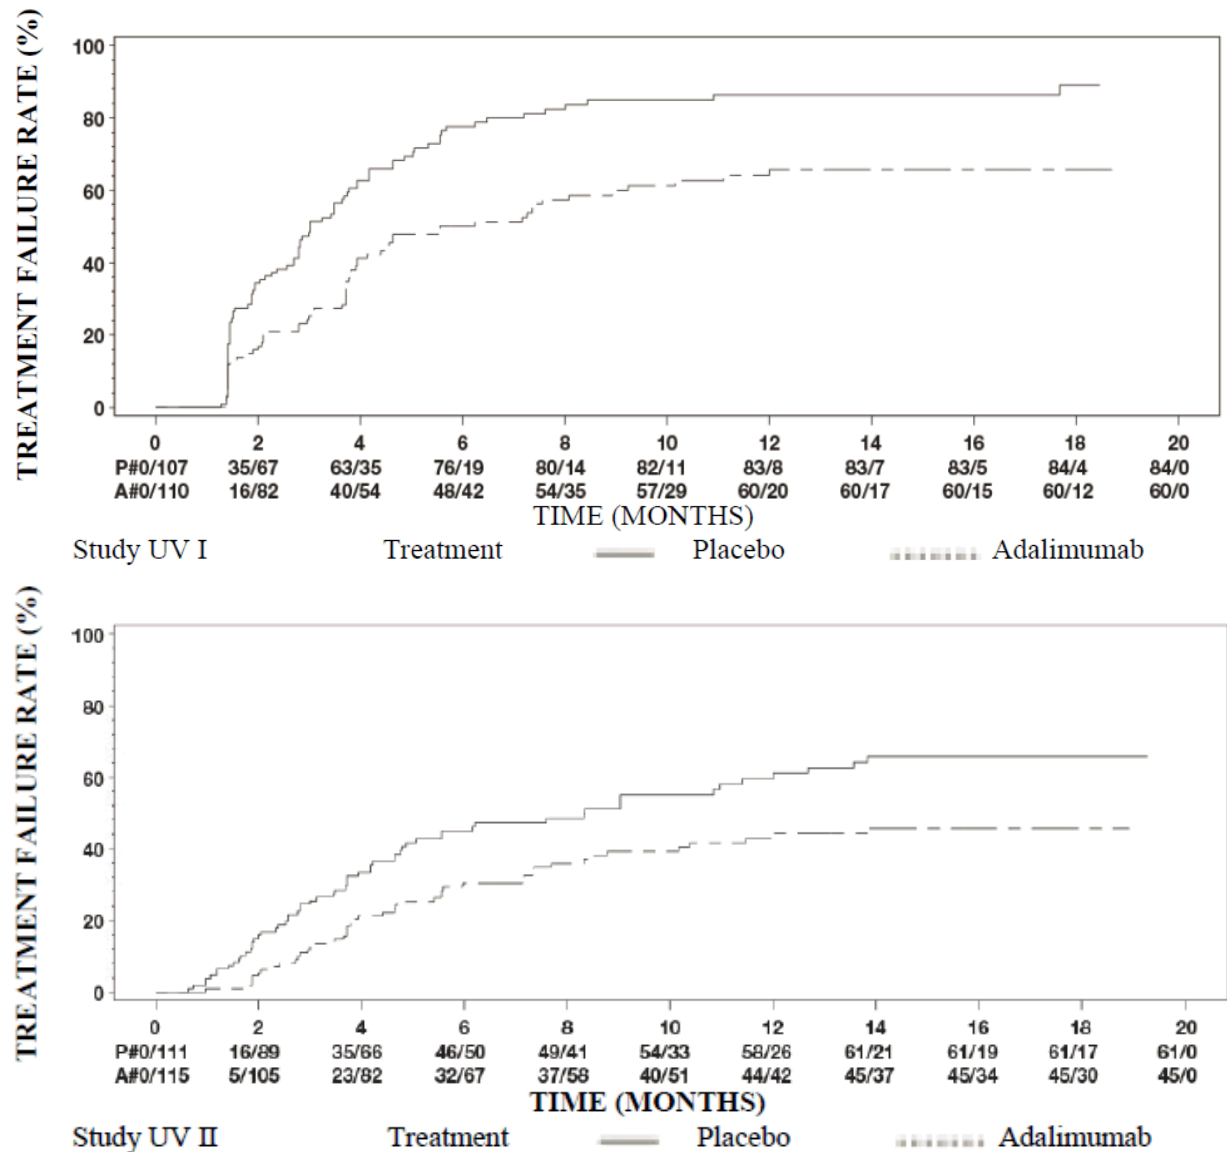 TREATMENT FAILURE RATE (%)
100
80
60
40
20
0
0 2 4 6 8 10 12 14 16 18 20
P#0/107 35/67 63/35 76/19 80/14 82/11 83/8 83/7 83/5 84/4 84/0
A#0/110 16/82 40/54 48/42 54/35 57/29 60/20 60/17 60/15 60/12 60/0
TIME (MONTHS)
Study UV I Treatment Placebo Adalimumab
TREATMENT FAILURE RATE (%)
100
80
60
40
20
0
0 2 4 6 8 10 12 14 16 18 20
P#0/111 16/89 35/66 46/50 49/41 54/33 58/26 61/21 61/19 61/17 61/0
A#0/115 5/105 23/82 32/67 37/58 40/51 44/42 45/37 45/34 45/30 45/0
TIME (MONTHS)
Study UV II Treatment Placebo Adalimumab